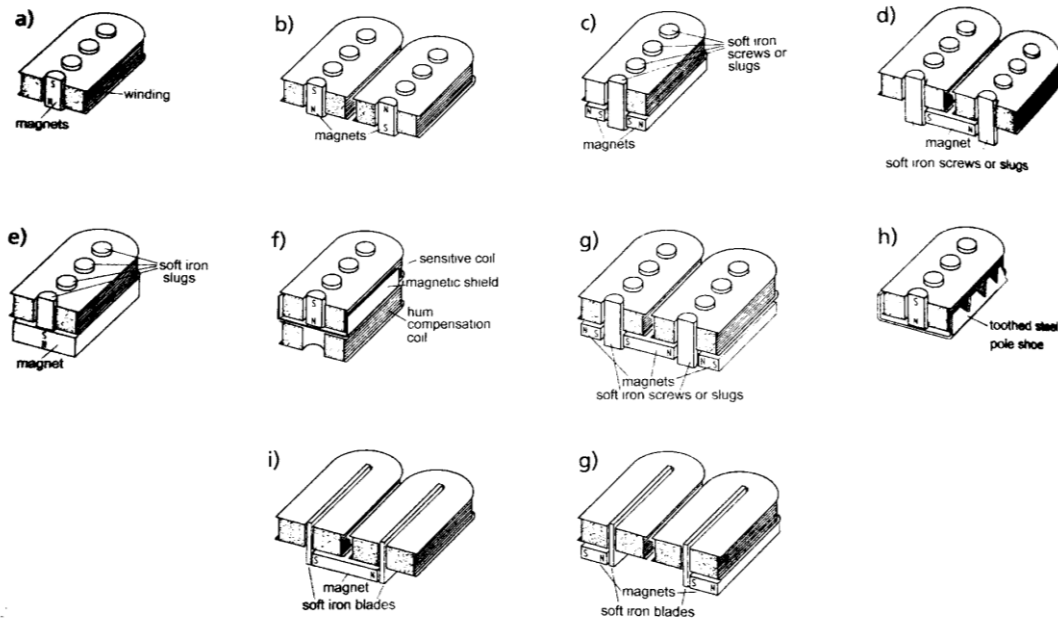 a)
S
N
winding
magnets
b)
S
N
N
S
magnets
c)
soft iron
screws or
slugs
N S
S N
magnets
d)
S N
magnet
soft iron screws or slugs
e)
soft iron
slugs
S
N
magnet
f)
S
N
sensitive coil
magnetic shield
hum
compensation
coil
g)
N S
S N
N S
magnets
soft iron screws or slugs
h)
S
N
toothed steel
pole shoe
i)
S N
magnet
soft iron blades
g)
S N
S N
magnets
soft iron blades